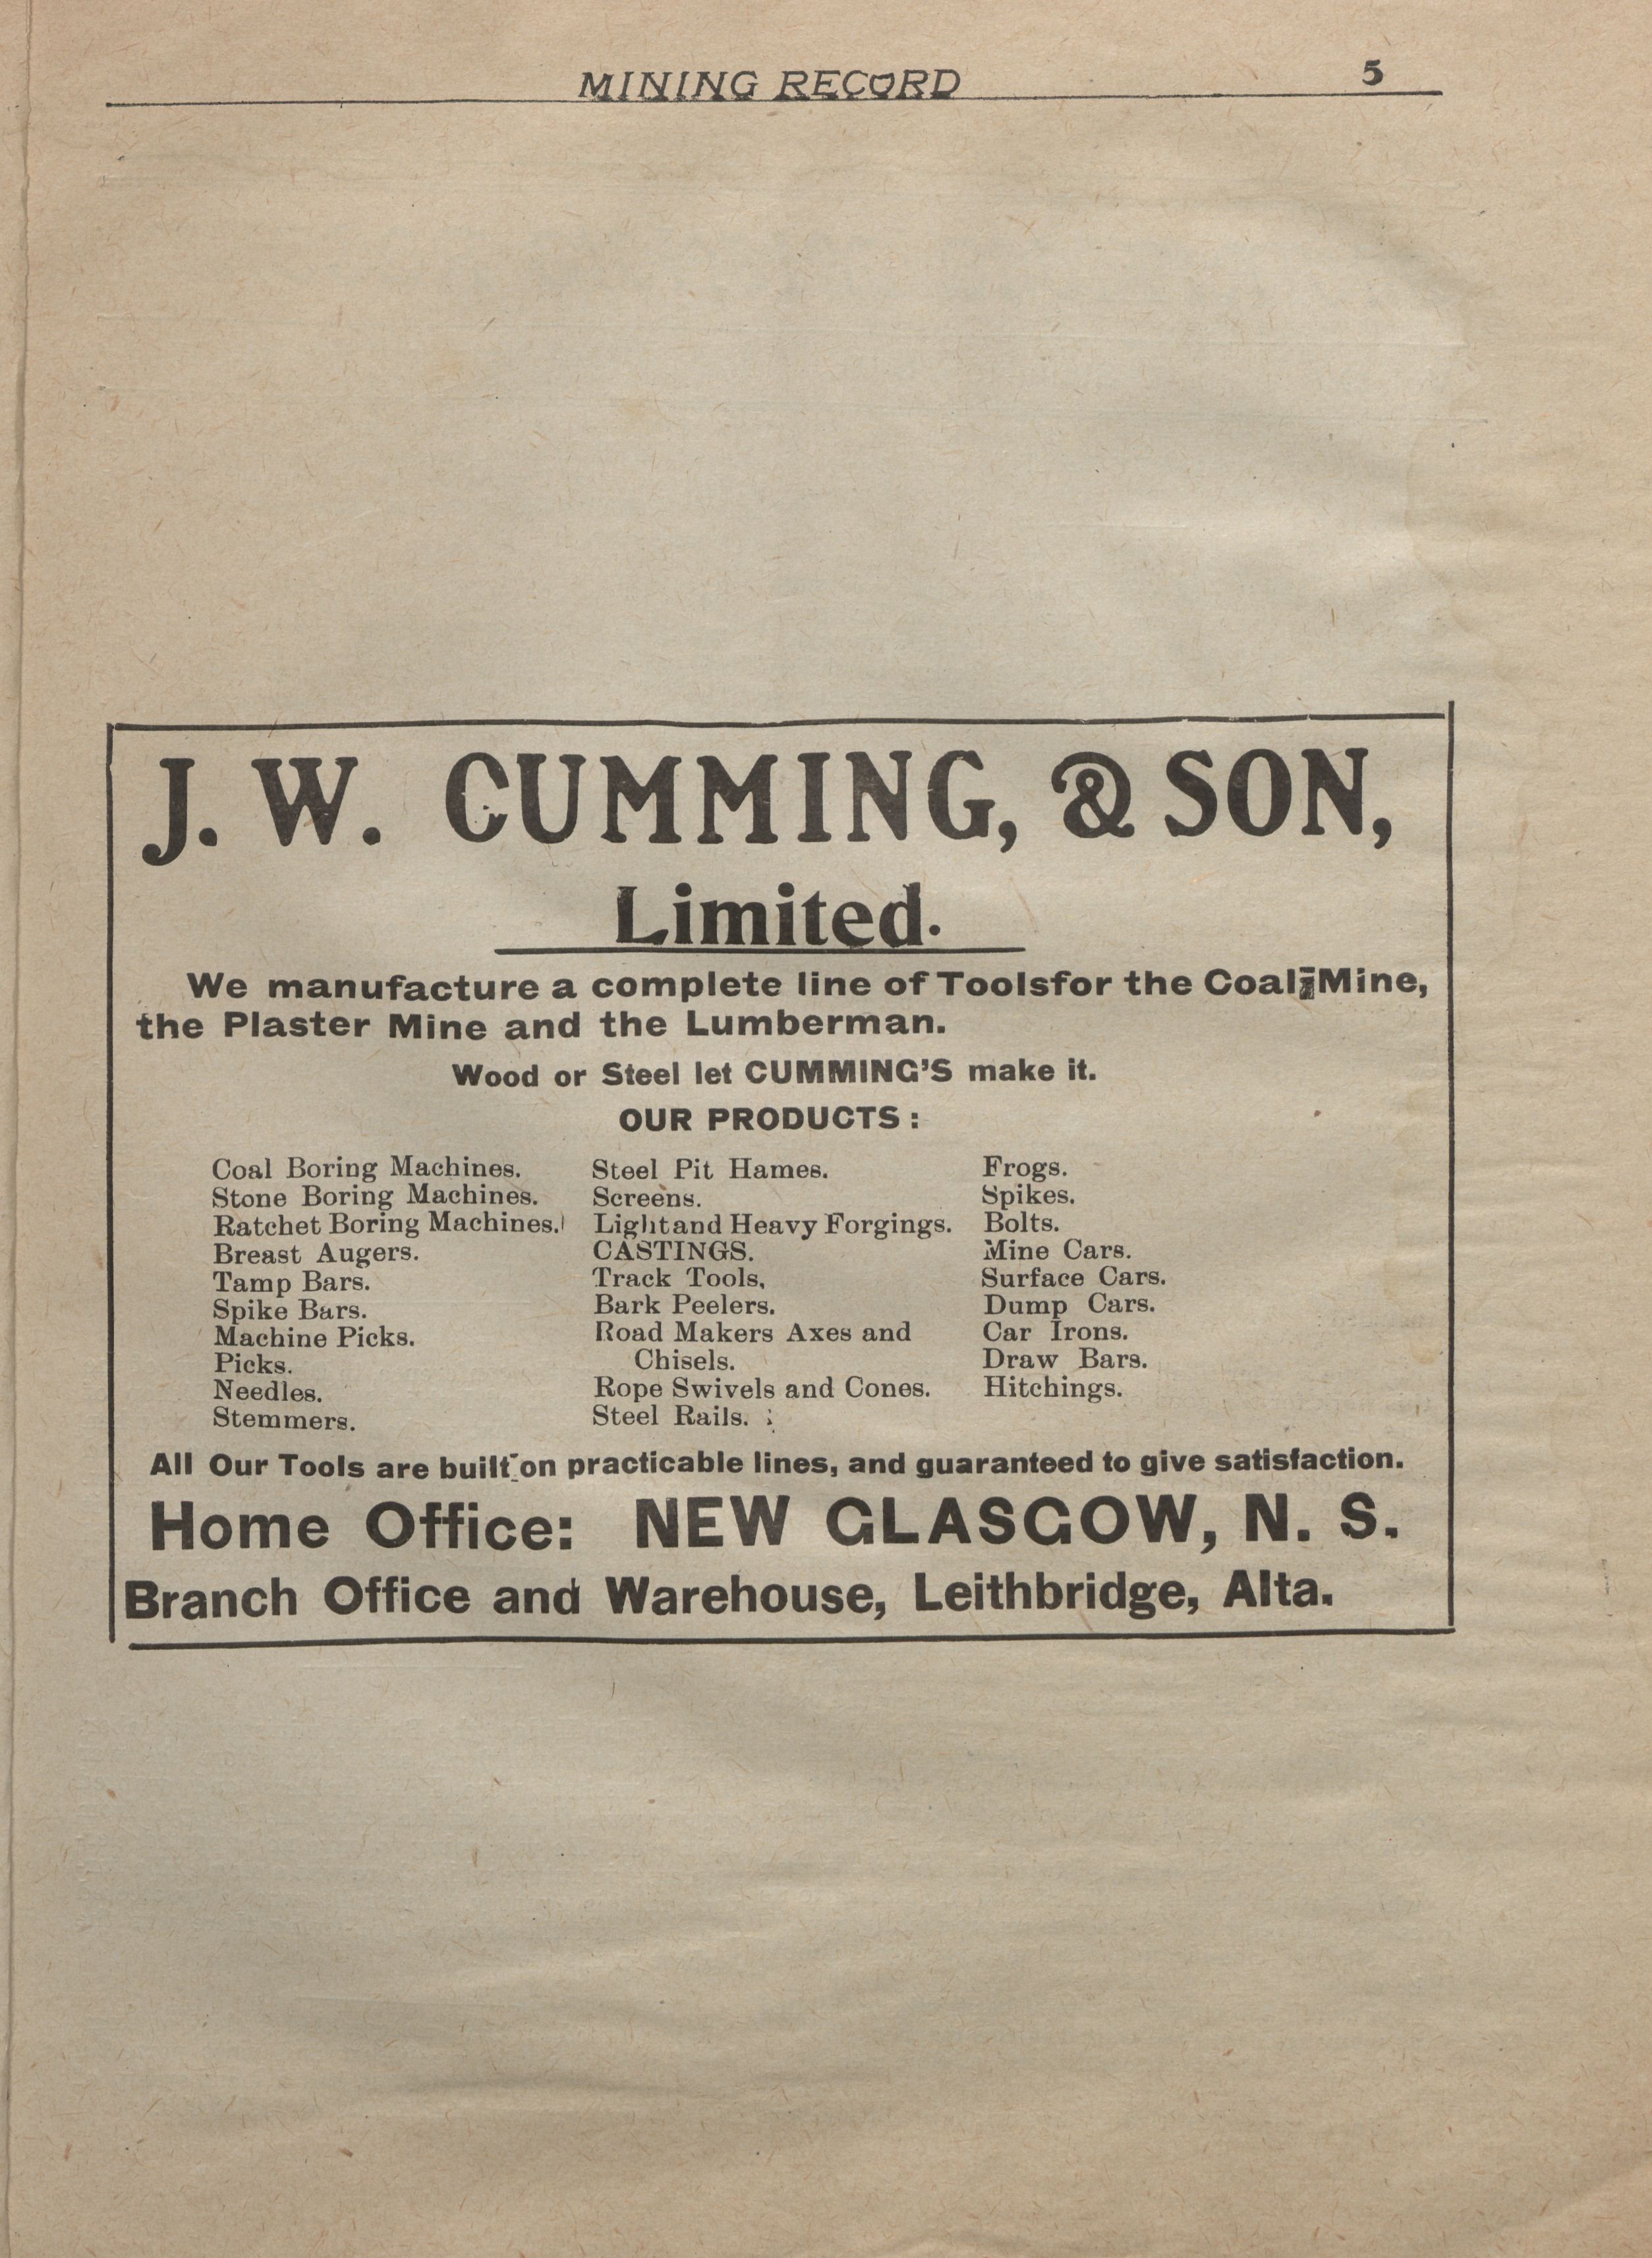 MINING RECORD 5
J. W. CUMMING, & SON,
Limited.
We manufacture a complete line of Toolsfor the Coal Mine,
the Plaster Mine and the Lumberman.
Wood or Steel let CUMMING'S make it.
OUR PRODUCTS:
Coal Boring Machines.
Stone Boring Machines.
Ratchet Boring Machines.
Breast Augers.
Tamp Bars.
Spike Bars.
Machine Picks.
Picks.
Needles.
Stemmers.
Steel Pit Hames.
Screens.
Lightand Heavy Forgings.
CASTINGS.
Track Tools,
Bark Peelers.
Road Makers Axes and
Chisels.
Rope Swivels and Cones.
Steel Rails.
Frogs.
Spikes.
Bolts.
Mine Cars.
Surface Cars.
Dump Cars.
Car Irons.
Draw Bars.
Hitchings.
All Our Tools are built on practicable lines, and guaranteed to give satisfaction.
Home Office: NEW GLASGOW, N. S.
Branch Office and Warehouse, Leithbridge, Alta.